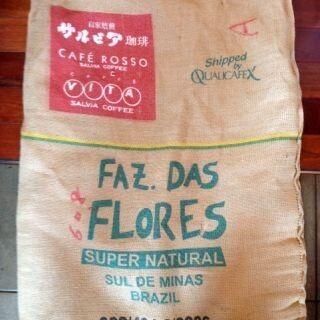 自家焙煎
サルビア珈琲
CAFÉ ROSSO
SALVIA COFFEE
VITA
SALVIA COFFEE
A
Shipped
by
QUALICAFEX
FAZ. DAS
FLORES
SUPER NATURAL
SUL DE MINAS
BRAZIL